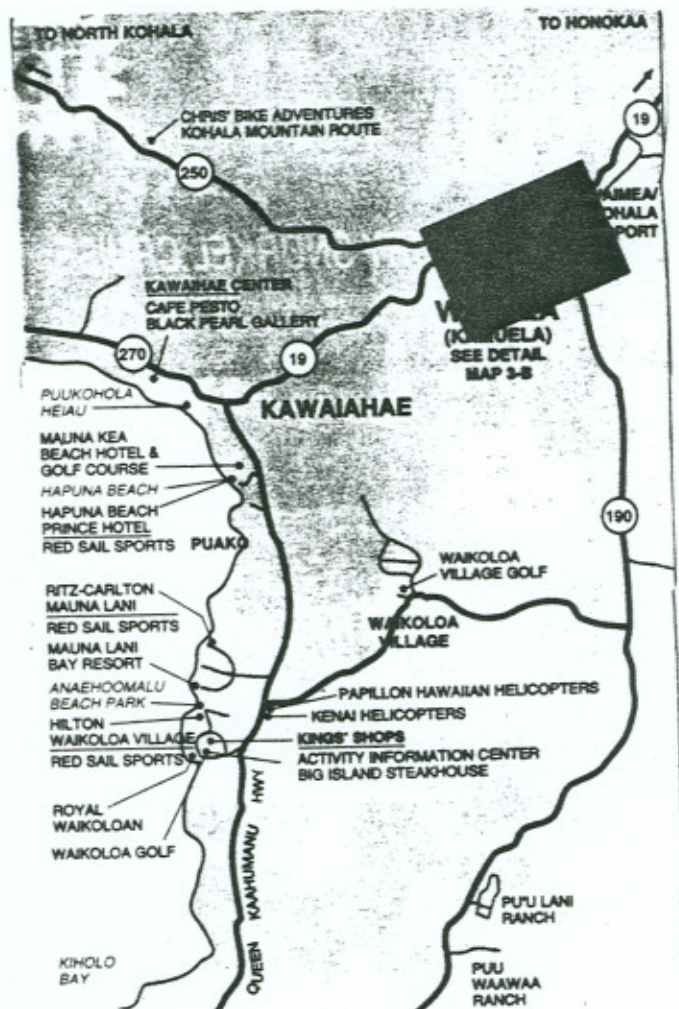 TO NORTH KOHALA
TO HONOKAA
19
CHRIS' BIKE ADVENTURES
KOHALA MOUNTAIN ROUTE
250
KAWAIHAE CENTER
CAFE PESTO
BLACK PEARL GALLERY
SEE DETAIL
MAP 3-B
270
19
PUUKOHOLA
HEIAU
KAWAIAHAE
MAUNA KEA
BEACH HOTEL &
GOLF COURSE
HAPUNA BEACH
HAPUNA BEACH
PRINCE HOTEL
RED SAIL SPORTS
PUAKO
190
WAIKOLOA
VILLAGE GOLF
WAIKOLOA
VILLAGE
RITZ-CARLTON
MAUNA LANI
RED SAIL SPORTS
MAUNA LANI
BAY RESORT
ANAEHOOMALU
BEACH PARK
HILTON
WAIKOLOA VILLAGE
RED SAIL SPORTS
PAPILLON HAWAIIAN HELICOPTERS
KENAI HELICOPTERS
KINGS' SHOPS
ACTIVITY INFORMATION CENTER
BIG ISLAND STEAKHOUSE
ROYAL
WAIKOLOAN
WAIKOLOA GOLF
QUEEN KAAHUMANU HWY
KIHOLO
BAY
PU'U LANI
RANCH
PUU
WAAWAA
RANCH